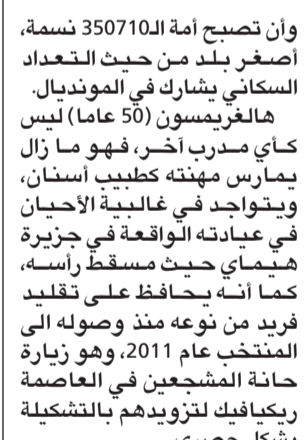 وأن تصبح أمة الـ350710 نسمة،
أصغر بلد من حيث التعداد
السكاني يشارك في المونديال.
هالغريمسون (50 عاما) ليس
كأي مدرب آخر، فهو ما زال
يمارس مهنته كطبيب أسنان،
ويتواجد في غالبية الأحيان
في عيادته الواقعة في جزيرة
هيماي حيث مسقط رأسه،
كما أنه يحافظ على تقليد
فريد من نوعه منذ وصوله الى
المنتخب عام 2011، وهو زيارة
حانة المشجعين في العاصمة
ريكيافيك لتزويدهم بالتشكيلة
بشكل حصري